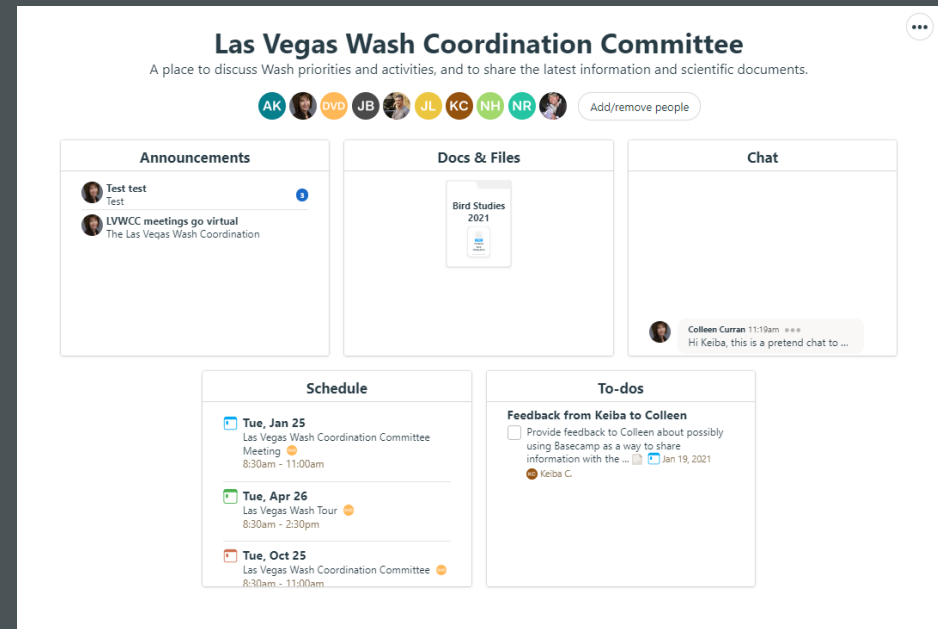 Las Vegas Wash Coordination Committee
A place to discuss Wash priorities and activities, and to share the latest information and scientific documents.
AK DVD JB JL KC NH NR Add/remove people
Announcements
Test test
Test
3
LVWCC meetings go virtual
The Las Vegas Wash Coordination
Docs & Files
Bird Studies
2021
Chat
Colleen Curran 11:19am
Hi Keiba, this is a pretend chat to ...
Schedule
Tue, Jan 25
Las Vegas Wash Coordination Committee
Meeting
8:30am - 11:00am
Tue, Apr 26
Las Vegas Wash Tour
8:30am - 2:30pm
Tue, Oct 25
Las Vegas Wash Coordination Committee
8:30am - 11:00am
To-dos
Feedback from Keiba to Colleen
Provide feedback to Colleen about possibly
using Basecamp as a way to share
information with the ... Jan 19, 2021
KC Keiba C.